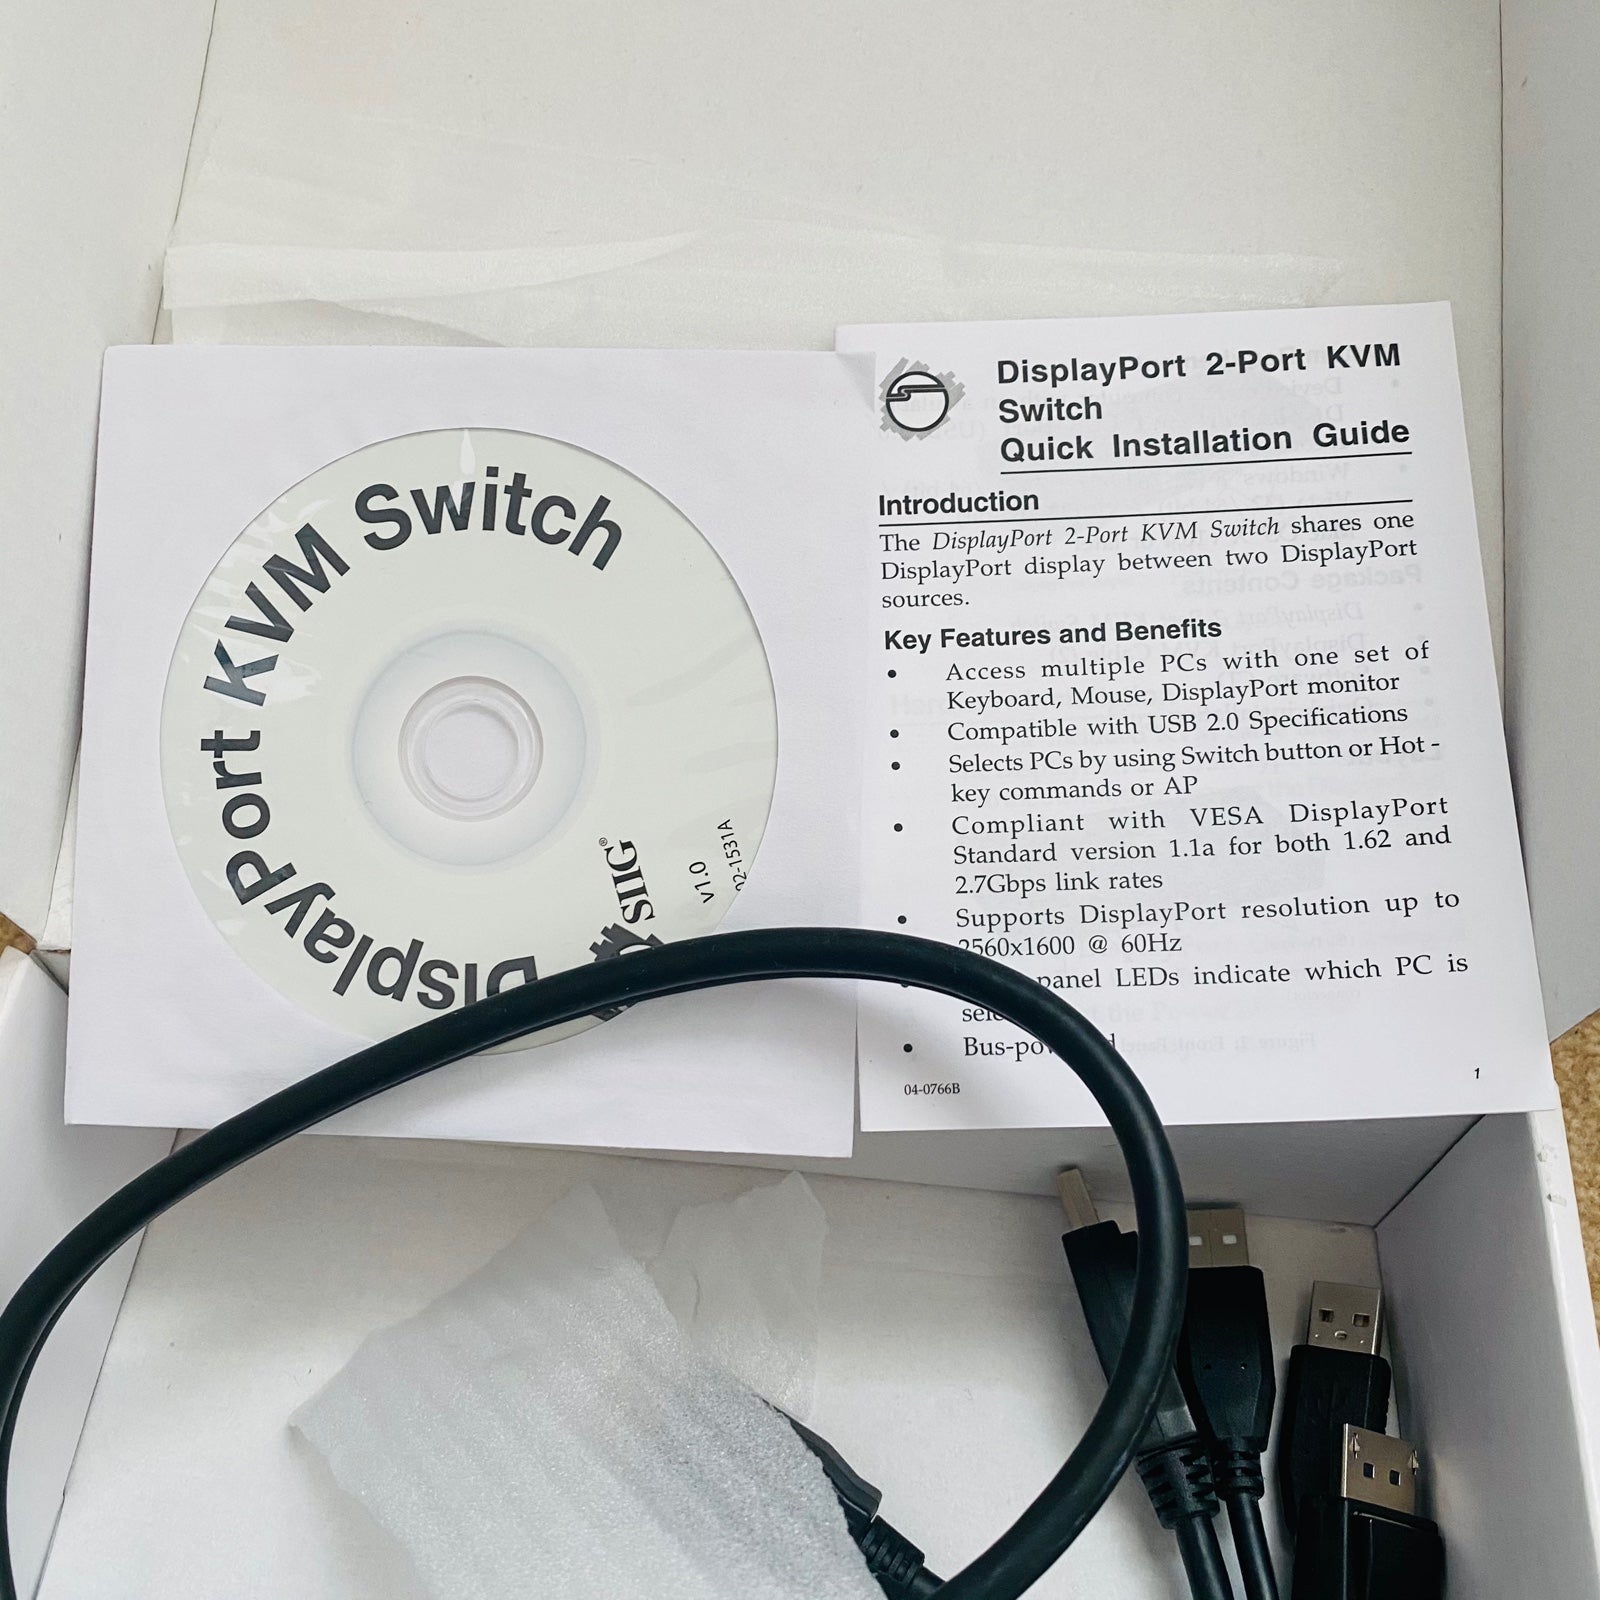 DisplayPort KVM Switch
SIIG®
v1.0
DisplayPort 2-Port KVM
Switch
Quick Installation Guide
Introduction
The DisplayPort 2-Port KVM Switch shares one
DisplayPort display between two DisplayPort
sources.
Key Features and Benefits
• Access multiple PCs with one set of
Keyboard, Mouse, DisplayPort monitor
• Compatible with USB 2.0 Specifications
• Selects PCs by using Switch button or Hot -
key commands or AP
• Compliant with VESA DisplayPort
Standard version 1.1a for both 1.62 and
2.7Gbps link rates
• Supports DisplayPort resolution up to
2560x1600 @ 60Hz
panel LEDs indicate which PC is
• Bus-powered
04-0766B
1